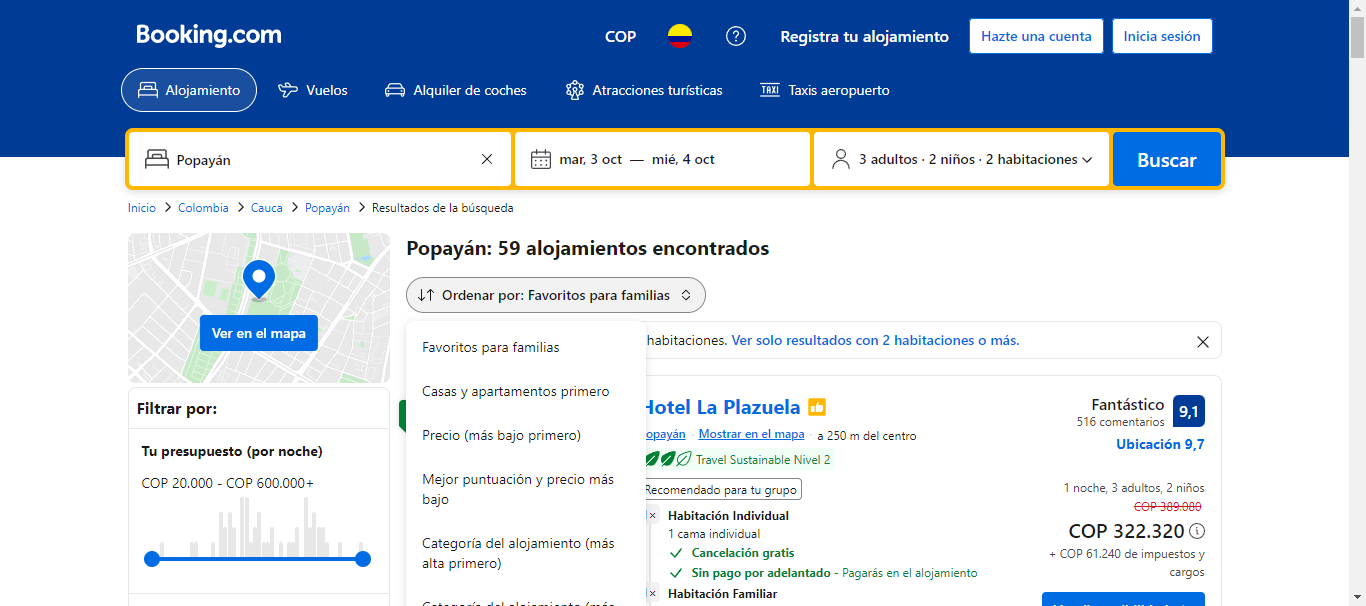 Booking.com
COP
Registra tu alojamiento
Hazte una cuenta
Inicia sesión
Alojamiento
Vuelos
Alquiler de coches
Atracciones turísticas
TAXI
Taxis aeropuerto
Popayán
mar, 3 oct — mié, 4 oct
3 adultos · 2 niños · 2 habitaciones
Buscar
Inicio > Colombia > Cauca > Popayán > Resultados de la búsqueda
Ver en el mapa
Filtrar por:
Tu presupuesto (por noche)
COP 20.000 - COP 600.000+
Popayán: 59 alojamientos encontrados
Ordenar por: Favoritos para familias
Favoritos para familias
Casas y apartamentos primero
Precio (más bajo primero)
Mejor puntuación y precio más
bajo
Categoría del alojamiento (más
alta primero)
habitaciones. Ver solo resultados con 2 habitaciones o más.
Hotel La Plazuela
opayán · Mostrar en el mapa · a 250 m del centro
Travel Sustainable Nivel 2
Recomendado para tu grupo
× Habitación Individual
1 cama individual
Cancelación gratis
Sin pago por adelantado - Pagarás en el alojamiento
× Habitación Familiar
Fantástico
516 comentarios
9,1
Ubicación 9,7
1 noche, 3 adultos, 2 niños
COP 389.080
COP 322.320
+ COP 61.240 de impuestos y
cargos